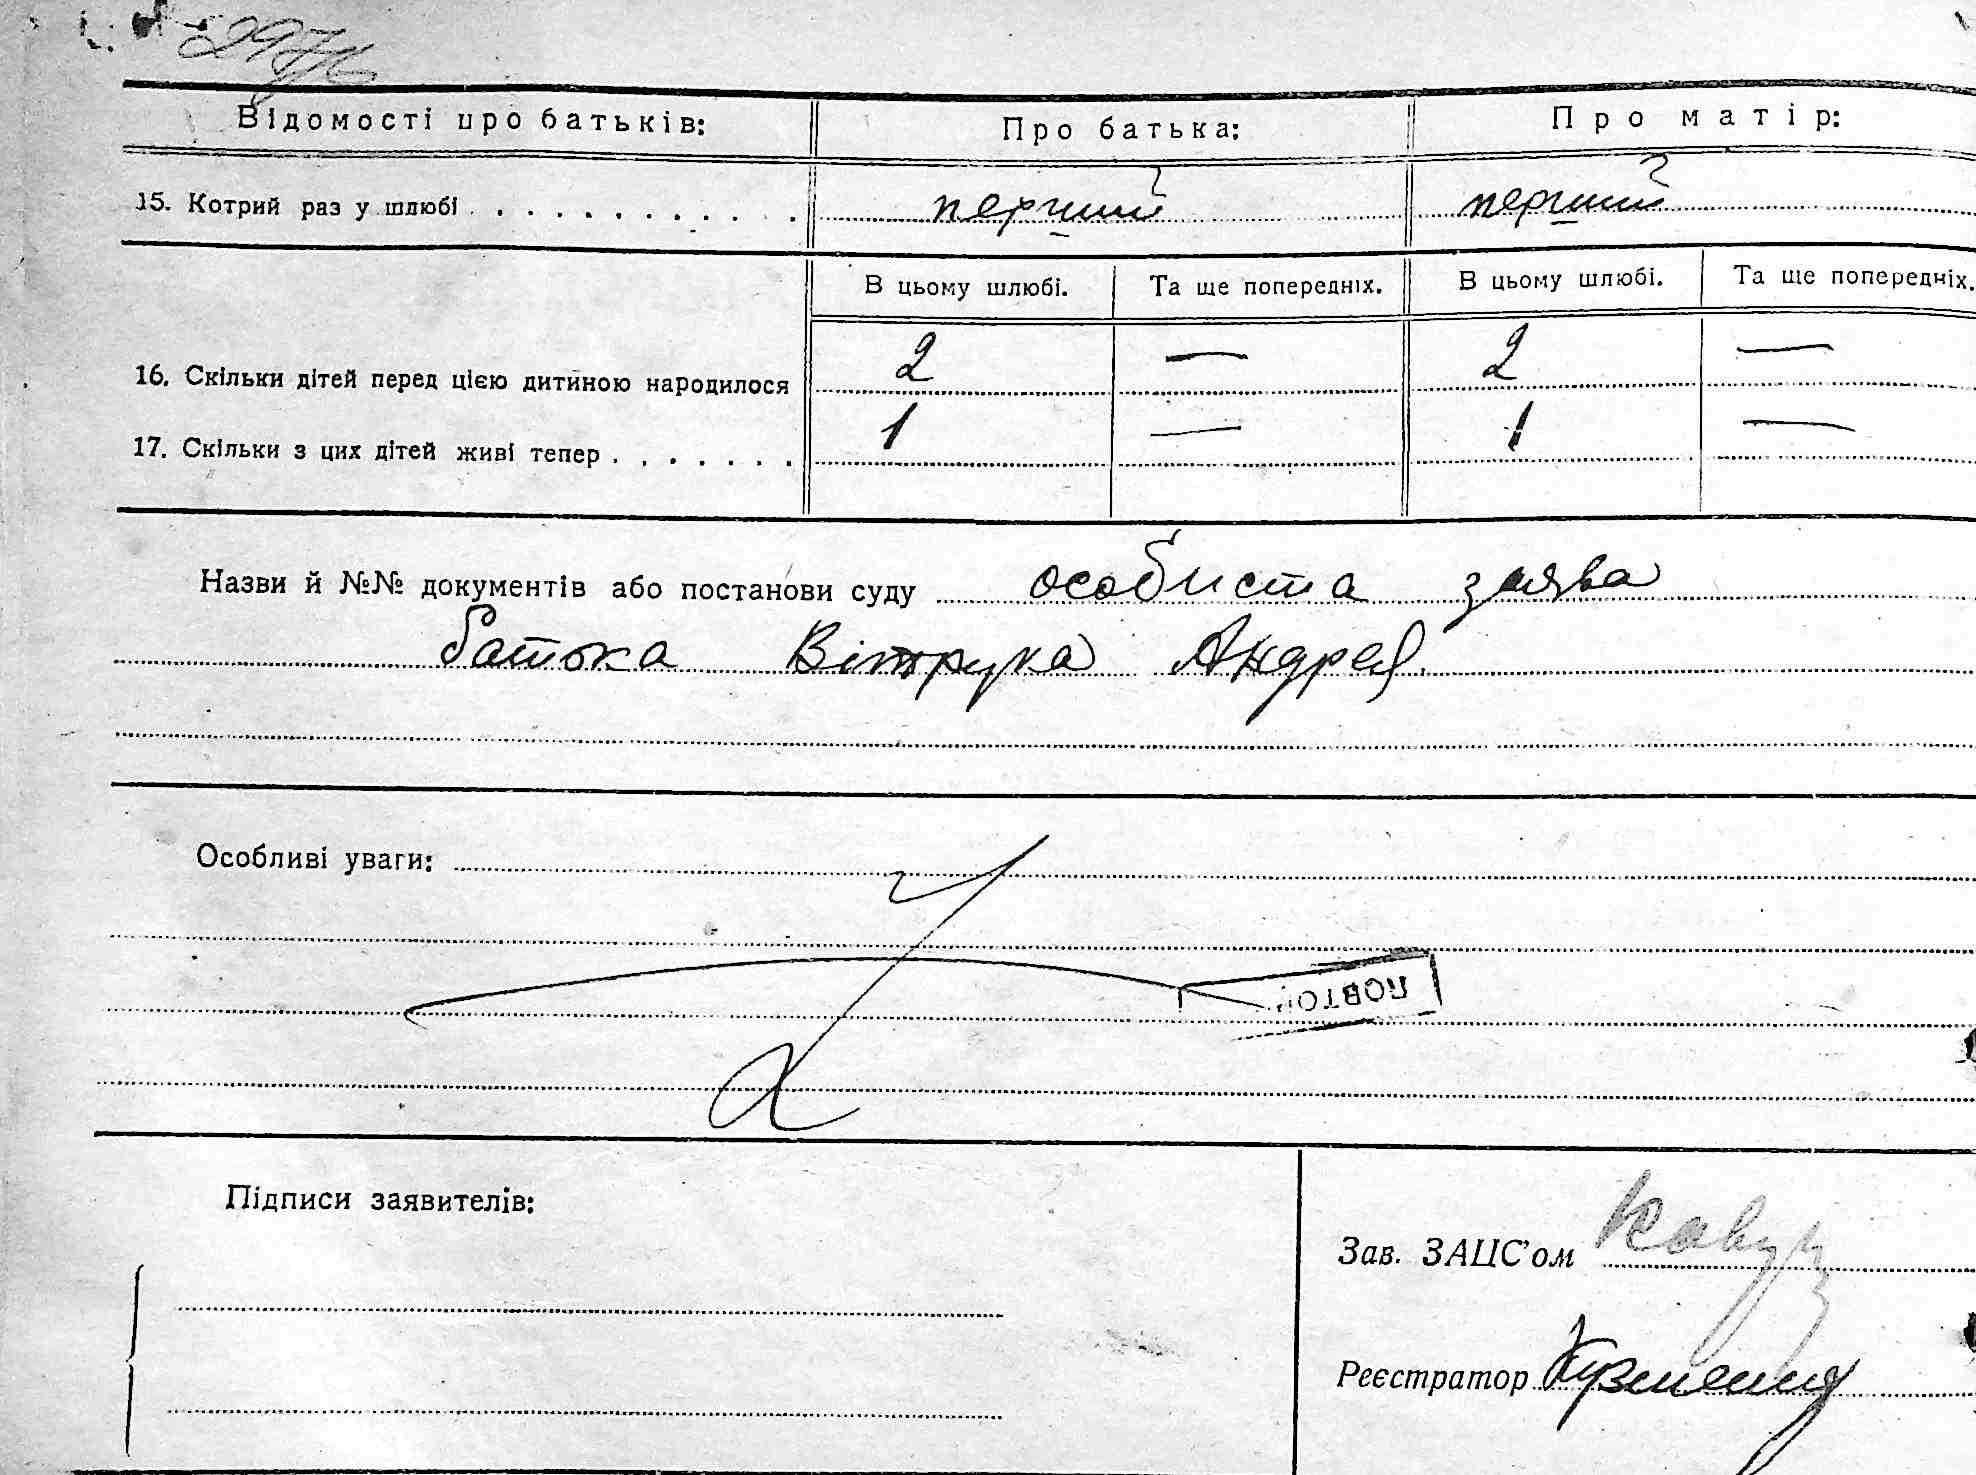 Відомості про батьків: Про батька: Про матір:
15. Котрий раз у шлюбі . . . . . . . . . . . перший перший
В цьому шлюбі. Та ще попередніх. В цьому шлюбі. Та ще попередніх.
16. Скільки дітей перед цією дитиною народилося 2 — 2 —
17. Скільки з цих дітей живі тепер . . . . . . . 1 — 1 —
Назви й №№ документів або постанови суду особиста заява
батька Вітрука Андрея.
Особливі уваги:
ПОВТО
Підписи заявителів:
Зав. ЗАЦС'ом
Реєстратор